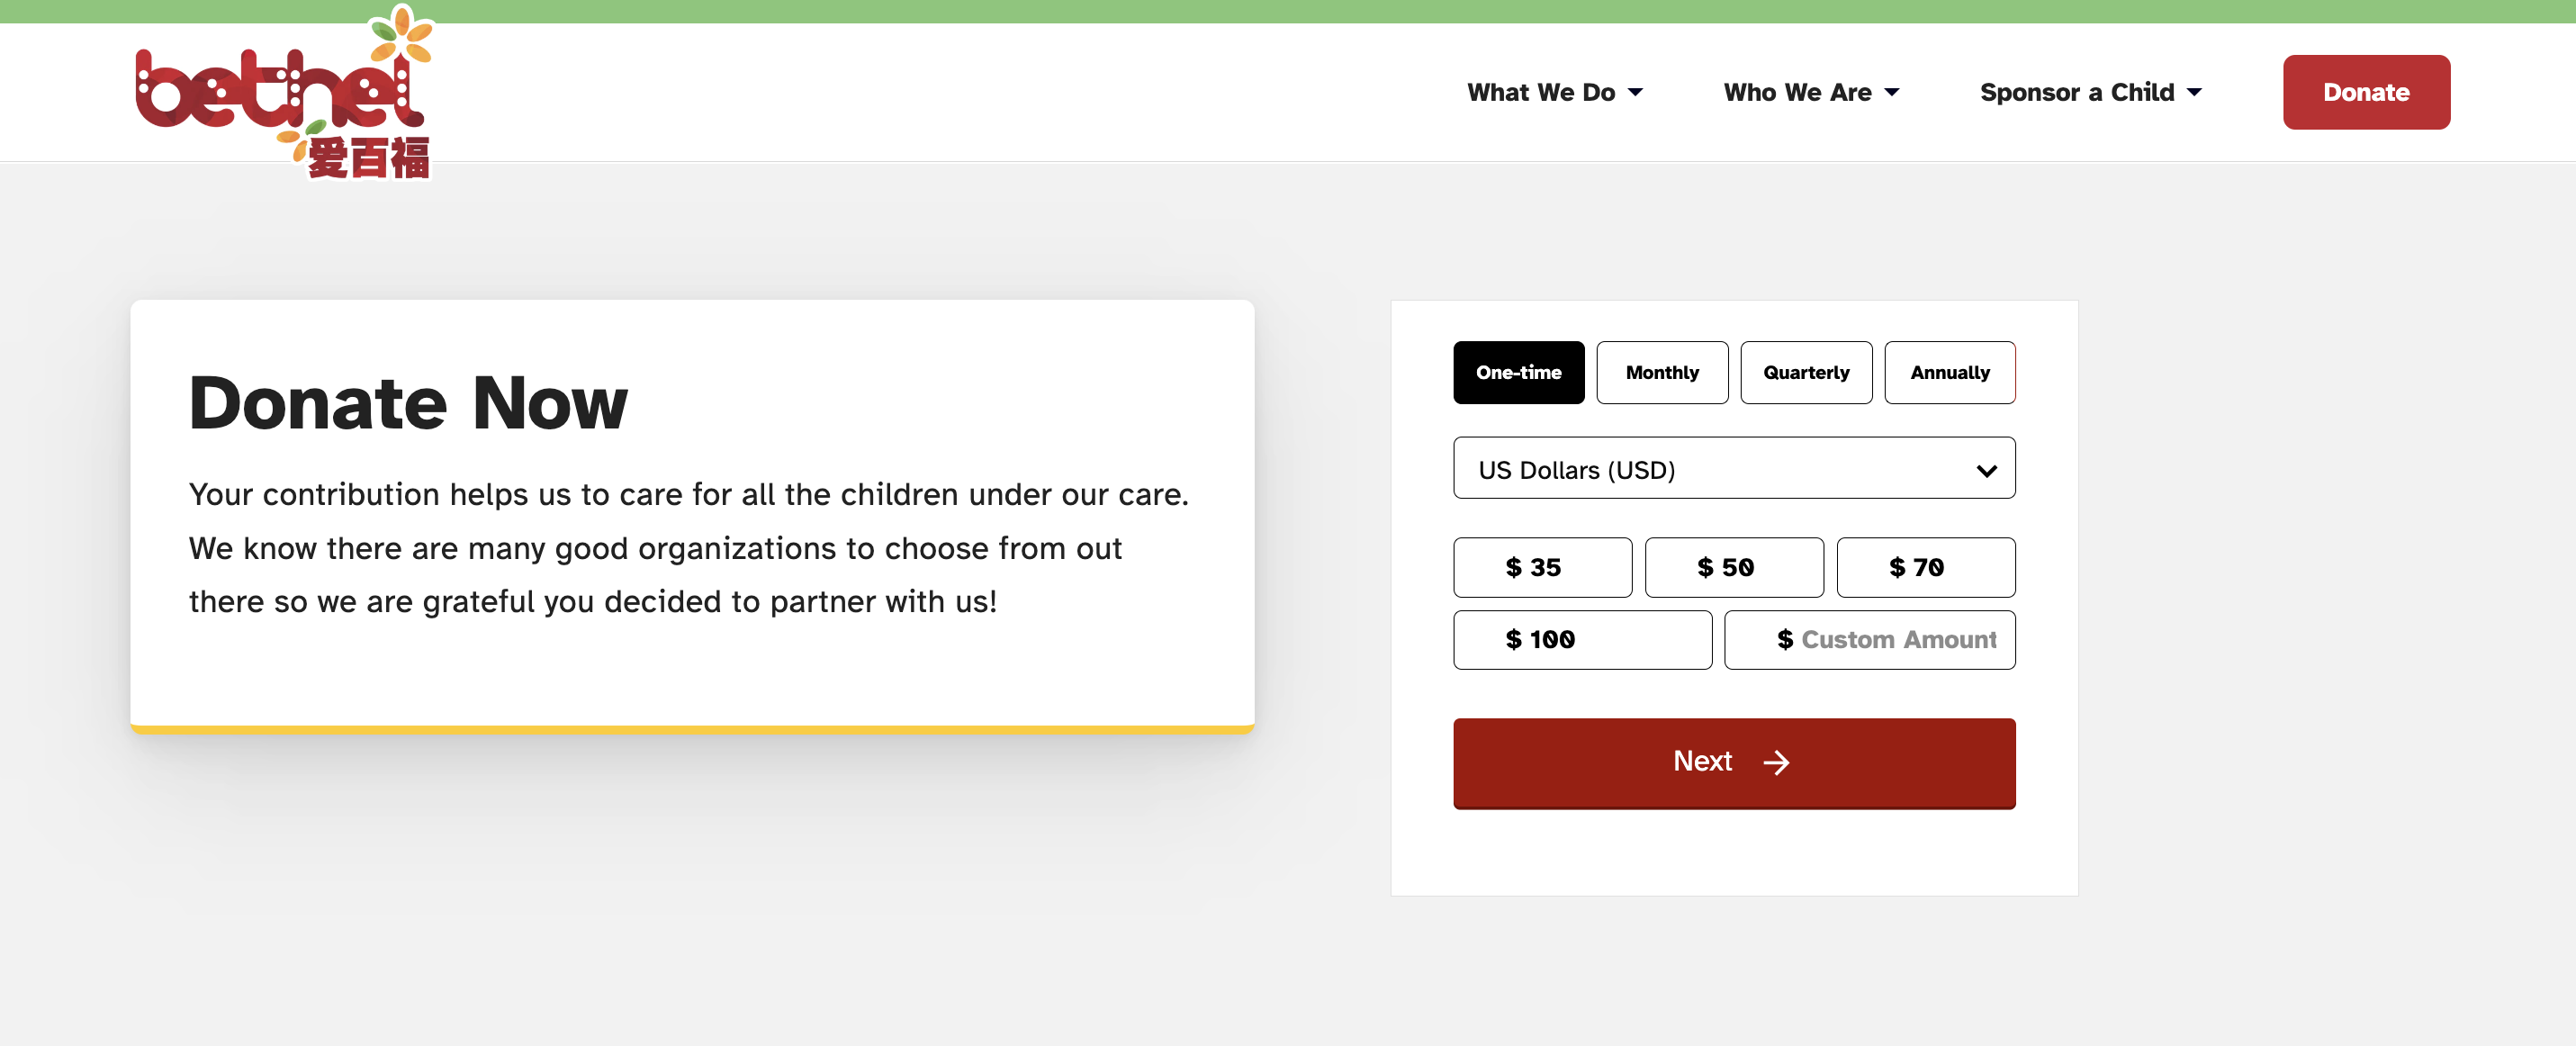 bethel
爱百福
What We Do
Who We Are
Sponsor a Child
Donate
Donate Now
Your contribution helps us to care for all the children under our care.
We know there are many good organizations to choose from out
there so we are grateful you decided to partner with us!
One-time
Monthly
Quarterly
Annually
US Dollars (USD)
$ 35
$ 50
$ 70
$ 100
$ Custom Amount
Next